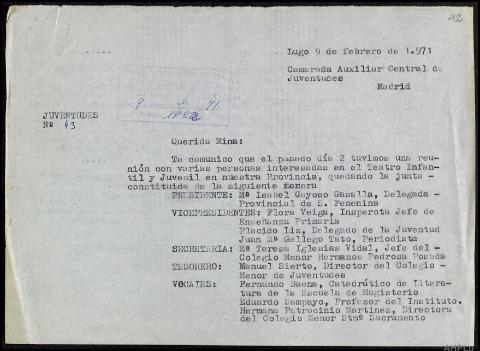 42
Lugo 9 de febrero de 1.971
Camarada Auxiliar Central de
Juventudes
Madrid
9 71
JUVENTUDES
Nº 43
Querida Mina:
Te comunico que el pasado día 2 tuvimos una reu-
nión con varias personas interesadas en el Teatro Infan-
til y Juvenil en nuestra Provincia, quedando la junta -
constituida de la siguiente manera
PRESIDENTE: Mª Isabel Gayoso Gamalla, Delegada -
Provincial de S. Femenina
VICEPRESIDENTES: Flora Veiga, Inspetota Jefe de
Enseñanza Primaria
Placido Liz, Delegado de la Juventud
Juan Mª Gallego Tato, Periodista
SECRETARIA: Mª Teresa Iglesias Vidal, Jefe del -
Colegio Menor Hermanos Pedrosa Posada
TESORERO: Manuel Sierto, Director del Colegio -
Menor de Juventudes
VOCALES: Fernando Baena, Catedrático de Litera-
tura de la Escuela de Magisterio
Eduardo Sampayo, Profesor del Instituto.
Hermana Patrocinio Martinez, Directora
del Colegio Menor Stmº Sacramento